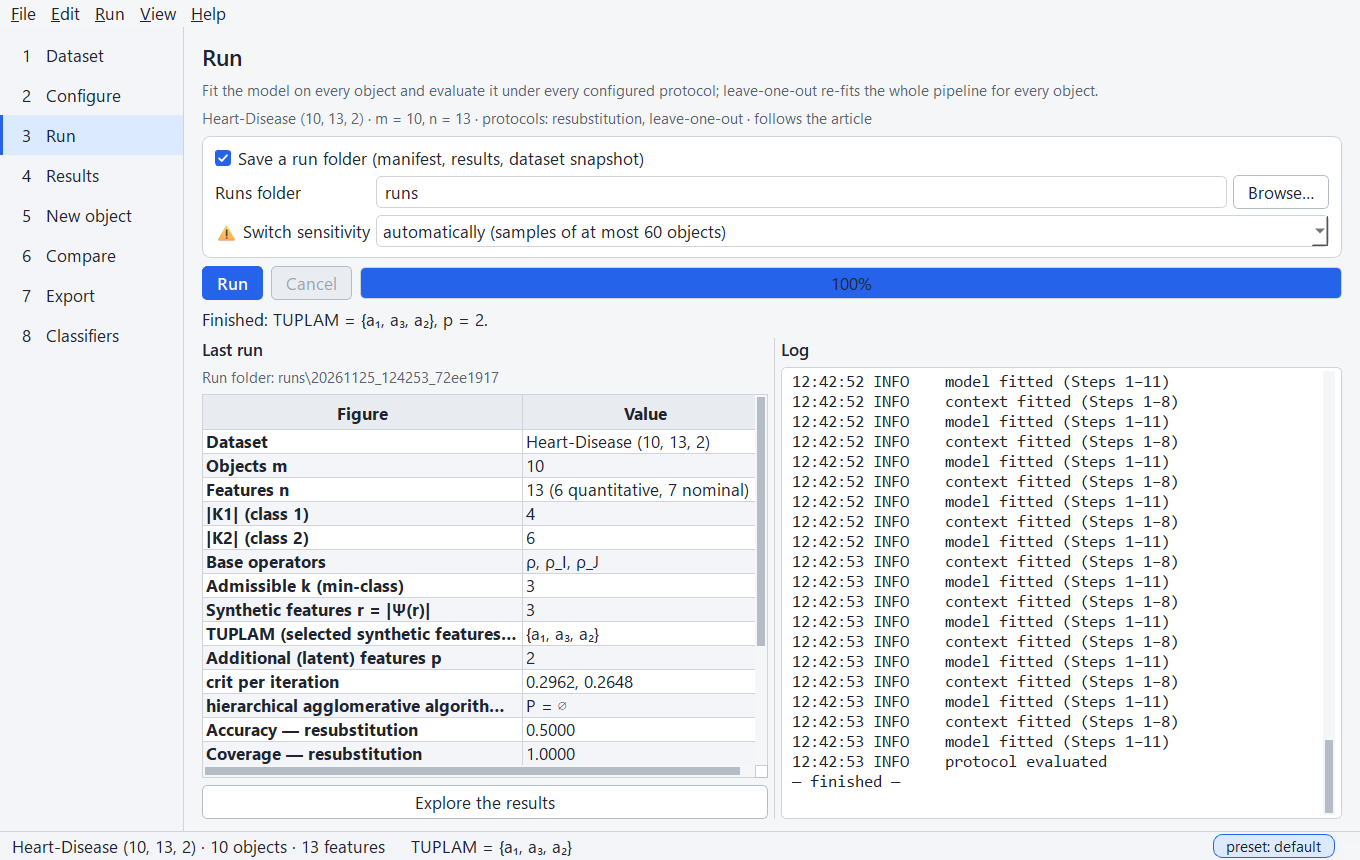 File Edit Run View Help
1 Dataset
2 Configure
3 Run
4 Results
5 New object
6 Compare
7 Export
8 Classifiers
Run
Fit the model on every object and evaluate it under every configured protocol; leave-one-out re-fits the whole pipeline for every object.
Heart-Disease (10, 13, 2) · m = 10, n = 13 · protocols: resubstitution, leave-one-out · follows the article
Save a run folder (manifest, results, dataset snapshot)
Runs folder runs Browse...
Switch sensitivity automatically (samples of at most 60 objects)
Run Cancel 100%
Finished: TUPLAM = {a₁, a₃, a₂}, p = 2.
Last run
Run folder: runs\20261125_124253_72ee1917
Figure Value
Dataset Heart-Disease (10, 13, 2)
Objects m 10
Features n 13 (6 quantitative, 7 nominal)
|K1| (class 1) 4
|K2| (class 2) 6
Base operators ρ, ρ_I, ρ_J
Admissible k (min-class) 3
Synthetic features r = |Ψ(r)| 3
TUPLAM (selected synthetic features... {a₁, a₃, a₂}
Additional (latent) features p 2
crit per iteration 0.2962, 0.2648
hierarchical agglomerative algorith... P = ∅
Accuracy — resubstitution 0.5000
Coverage — resubstitution 1.0000
Explore the results
Log
12:42:52 INFO model fitted (Steps 1–11)
12:42:52 INFO context fitted (Steps 1–8)
12:42:52 INFO model fitted (Steps 1–11)
12:42:52 INFO context fitted (Steps 1–8)
12:42:52 INFO model fitted (Steps 1–11)
12:42:52 INFO context fitted (Steps 1–8)
12:42:52 INFO model fitted (Steps 1–11)
12:42:52 INFO context fitted (Steps 1–8)
12:42:52 INFO model fitted (Steps 1–11)
12:42:53 INFO context fitted (Steps 1–8)
12:42:53 INFO model fitted (Steps 1–11)
12:42:53 INFO context fitted (Steps 1–8)
12:42:53 INFO model fitted (Steps 1–11)
12:42:53 INFO context fitted (Steps 1–8)
12:42:53 INFO model fitted (Steps 1–11)
12:42:53 INFO context fitted (Steps 1–8)
12:42:53 INFO model fitted (Steps 1–11)
12:42:53 INFO context fitted (Steps 1–8)
12:42:53 INFO model fitted (Steps 1–11)
12:42:53 INFO protocol evaluated
— finished —
Heart-Disease (10, 13, 2) · 10 objects · 13 features TUPLAM = {a₁, a₃, a₂} preset: default